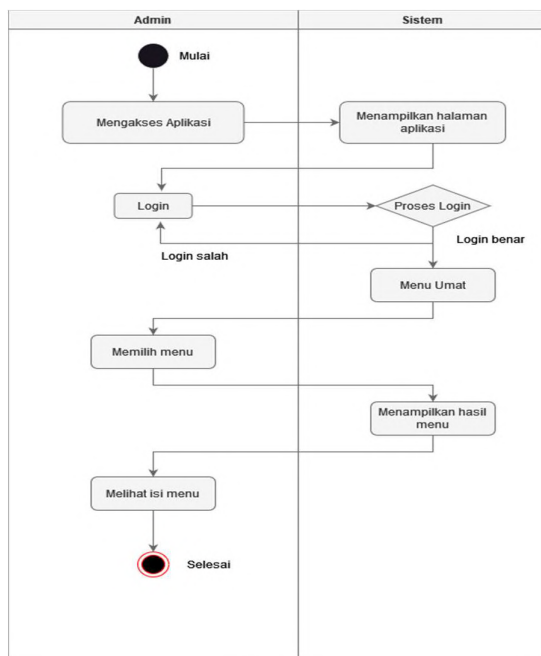 Admin
Sistem
Mulai
Mengakses Aplikasi
Menampilkan halaman
aplikasi
Login
Proses Login
Login benar
Login salah
Menu Umat
Memilih menu
Menampilkan hasil
menu
Melihat isi menu
Selesai